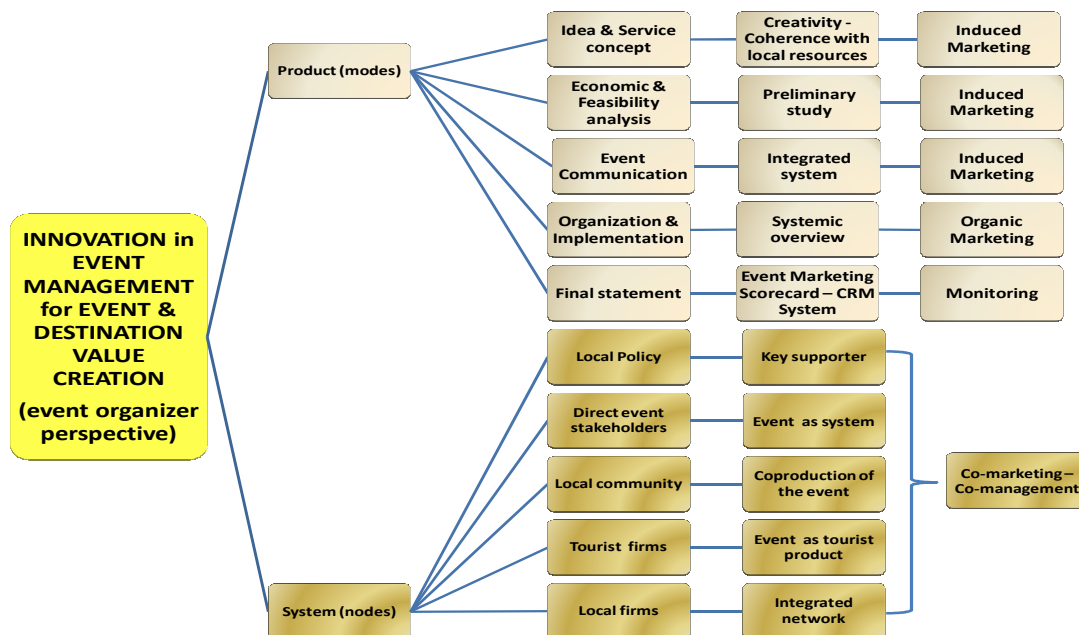 INNOVATION in
EVENT
MANAGEMENT
for EVENT &
DESTINATION
VALUE
CREATION
(event organizer
perspective)
Product (modes)
Idea & Service
concept
Creativity -
Coherence with
local resources
Induced
Marketing
Economic &
Feasibility
analysis
Preliminary
study
Induced
Marketing
Event
Communication
Integrated
system
Induced
Marketing
Organization &
Implementation
Systemic
overview
Organic
Marketing
Final statement
Event Marketing
Scorecard – CRM
System
Monitoring
System (nodes)
Local Policy
Key supporter
Direct event
stakeholders
Event as system
Local community
Coproduction of
the event
Tourist firms
Event as tourist
product
Local firms
Integrated
network
Co-marketing –
Co-management